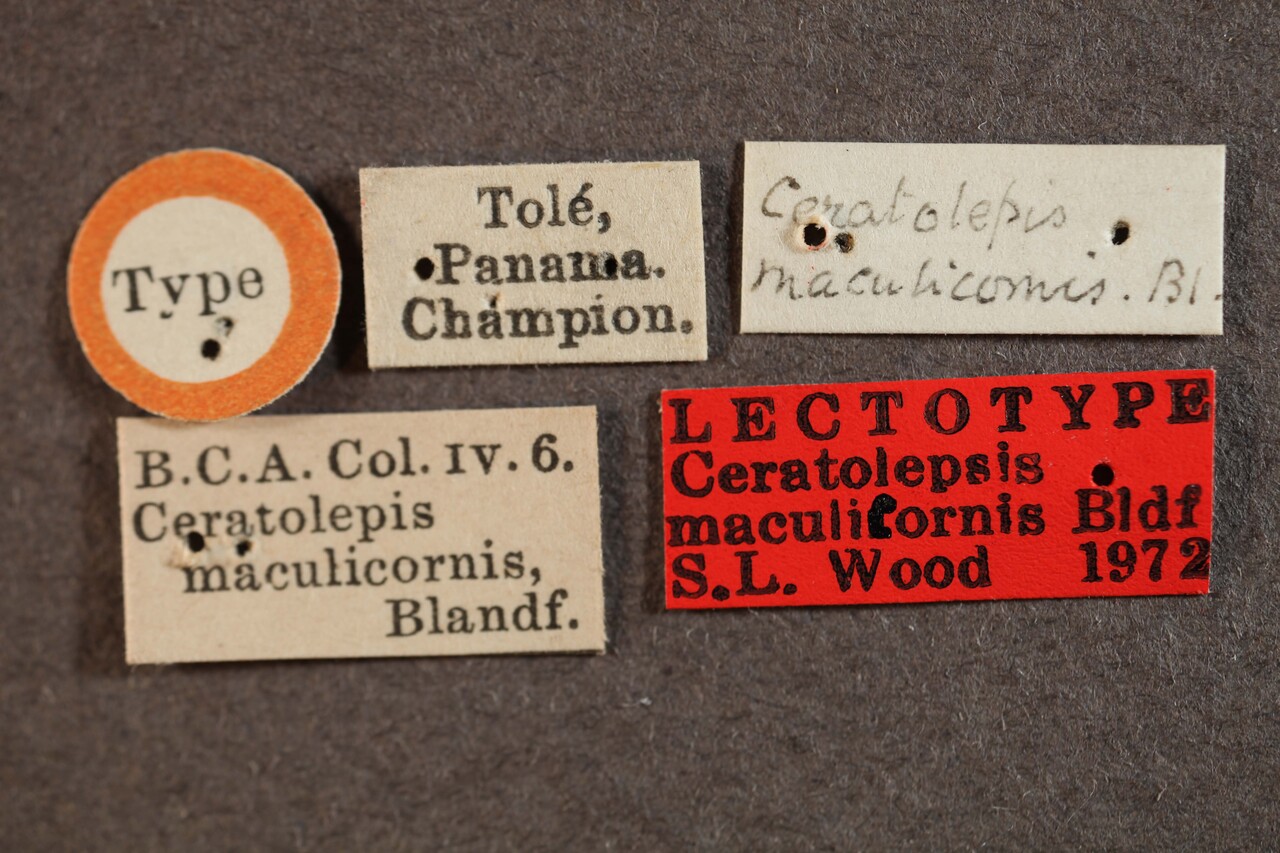 Type
Tolé,
Panama.
Champion.
Ceratolepis
maculicornis. Bl.
B.C.A. Col. IV. 6.
Ceratolepis
maculicornis,
Blandf.
LECTOTYPE
Ceratolepsis
maculicornis Bldf
S.L. Wood 1972